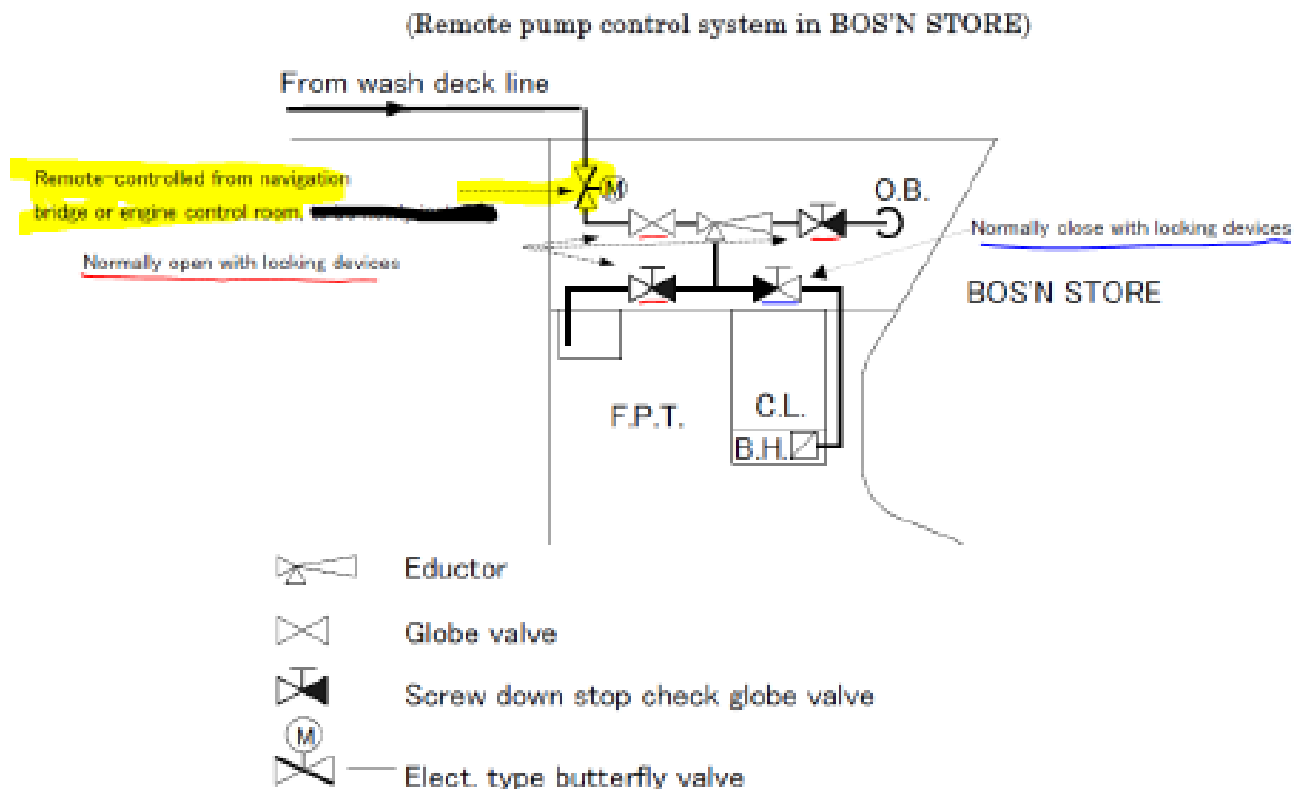 (Remote pump control system in BOS'N STORE)
From wash deck line
Remote-controlled from navigation
bridge or engine control room.
M
O.B.
Normally close with locking devices
Normally open with locking devices
BOS'N STORE
F.P.T.
C.L.
B.H.
Eductor
Globe valve
Screw down stop check globe valve
M
Elect. type butterfly valve